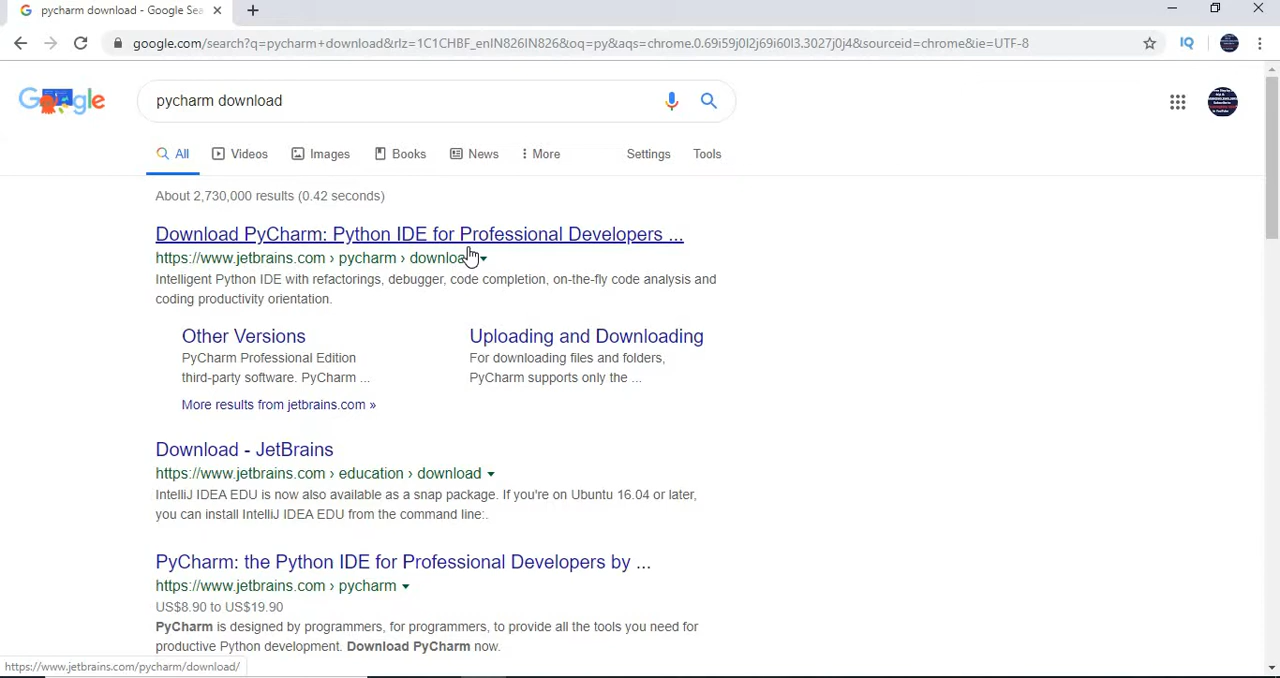 pycharm download - Google Sea
google.com/search?q=pycharm+download&rlz=1C1CHBF_enIN826IN826&oq=py&aqs=chrome.0.69i59j0l2j69i60l3.3027j0j4&sourceid=chrome&ie=UTF-8
IQ
Google
pycharm download
All Videos Images Books News More Settings Tools
About 2,730,000 results (0.42 seconds)
Download PyCharm: Python IDE for Professional Developers ...
https://www.jetbrains.com › pycharm › downloa
Intelligent Python IDE with refactorings, debugger, code completion, on-the-fly code analysis and
coding productivity orientation.
Other Versions Uploading and Downloading
PyCharm Professional Edition For downloading files and folders,
third-party software. PyCharm ... PyCharm supports only the ...
More results from jetbrains.com »
Download - JetBrains
https://www.jetbrains.com › education › download
IntelliJ IDEA EDU is now also available as a snap package. If you're on Ubuntu 16.04 or later,
you can install IntelliJ IDEA EDU from the command line:.
PyCharm: the Python IDE for Professional Developers by ...
https://www.jetbrains.com › pycharm
US$8.90 to US$19.90
PyCharm is designed by programmers, for programmers, to provide all the tools you need for
productive Python development. Download PyCharm now.
https://www.jetbrains.com/pycharm/download/